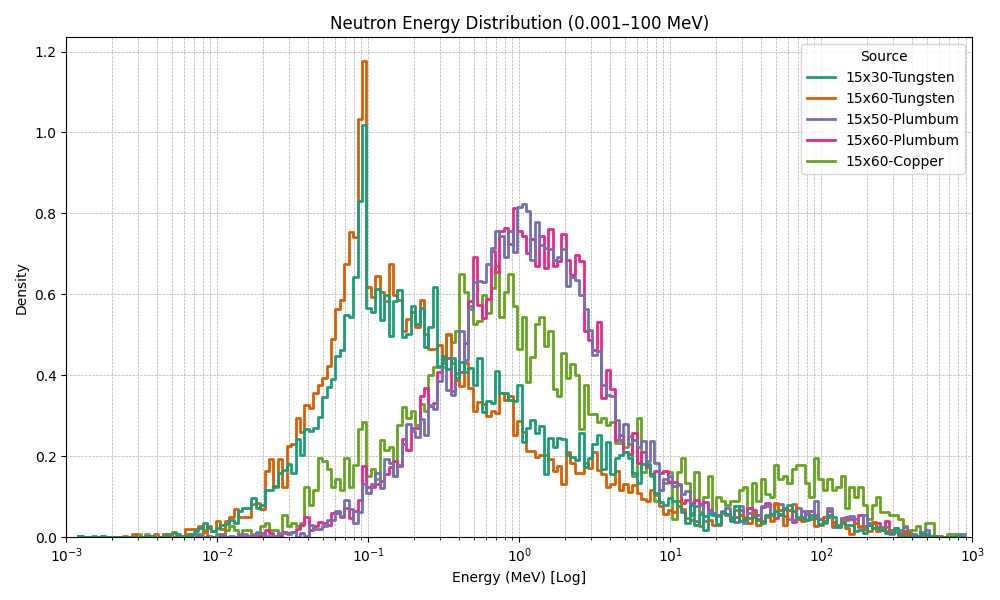 Neutron Energy Distribution (0.001–100 MeV)
Source
15x30-Tungsten
15x60-Tungsten
15x50-Plumbum
15x60-Plumbum
15x60-Copper
Density
1.2
1.0
0.8
0.6
0.4
0.2
0.0
10⁻³ 10⁻² 10⁻¹ 10⁰ 10¹ 10² 10³
Energy (MeV) [Log]